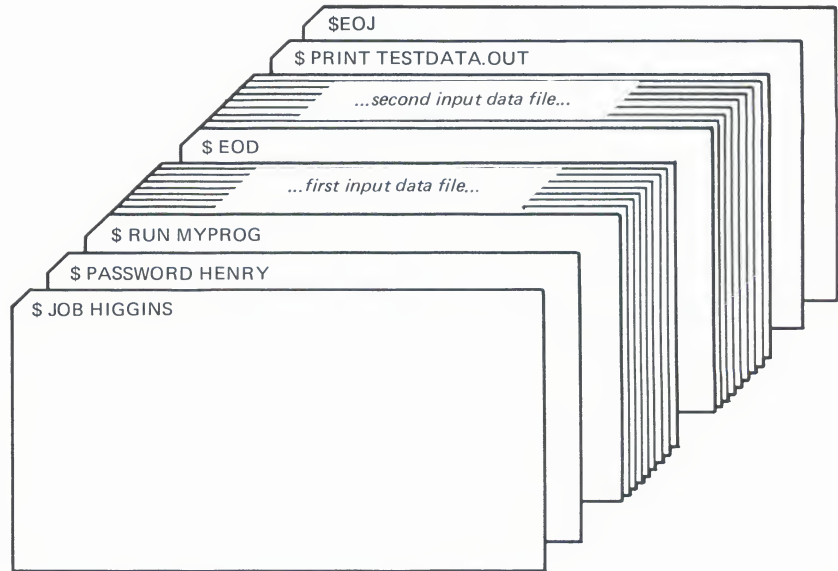 $EOJ
$ PRINT TESTDATA.OUT
...second input data file...
$ EOD
...first input data file...
$ RUN MYPROG
$ PASSWORD HENRY
$ JOB HIGGINS